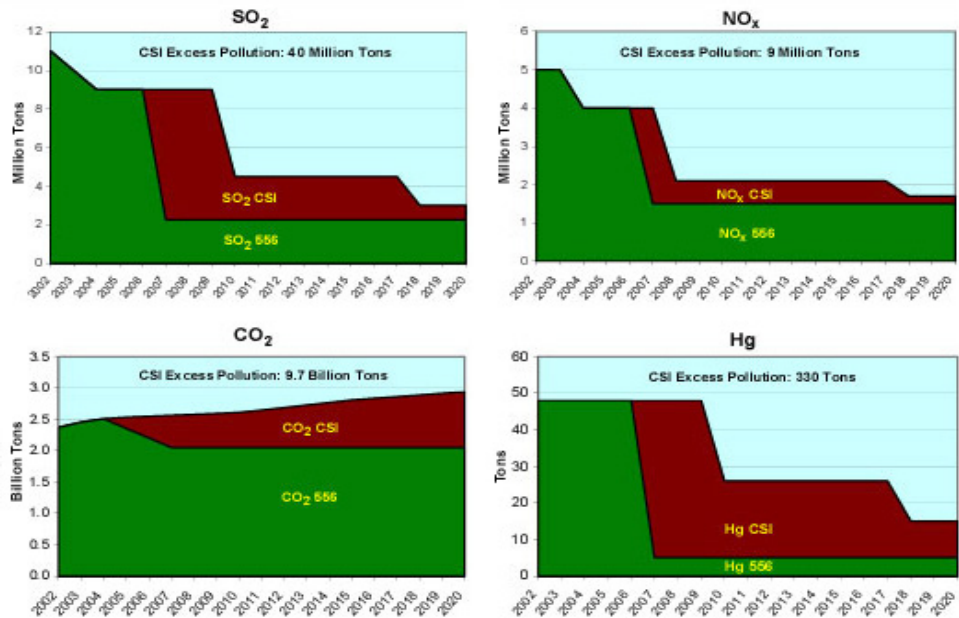 SO2
CSI Excess Pollution: 40 Million Tons
Million Tons
12
10
8
6
4
2
0
SO2 CSI
SO2 556
2002 2003 2004 2005 2006 2007 2008 2009 2010 2011 2012 2013 2014 2015 2016 2017 2018 2019 2020
NOx
CSI Excess Pollution: 9 Million Tons
Million Tons
6
5
4
3
2
1
0
NOx CSI
NOx 556
2002 2003 2004 2005 2006 2007 2008 2009 2010 2011 2012 2013 2014 2015 2016 2017 2018 2019 2020
CO2
CSI Excess Pollution: 9.7 Billion Tons
Billion Tons
3.5
3.0
2.5
2.0
1.5
1.0
0.5
0.0
CO2 CSI
CO2 556
2002 2003 2004 2005 2006 2007 2008 2009 2010 2011 2012 2013 2014 2015 2016 2017 2018 2019 2020
Hg
CSI Excess Pollution: 330 Tons
Tons
60
50
40
30
20
10
0
Hg CSI
Hg 556
2002 2003 2004 2005 2006 2007 2008 2009 2010 2011 2012 2013 2014 2015 2016 2017 2018 2019 2020